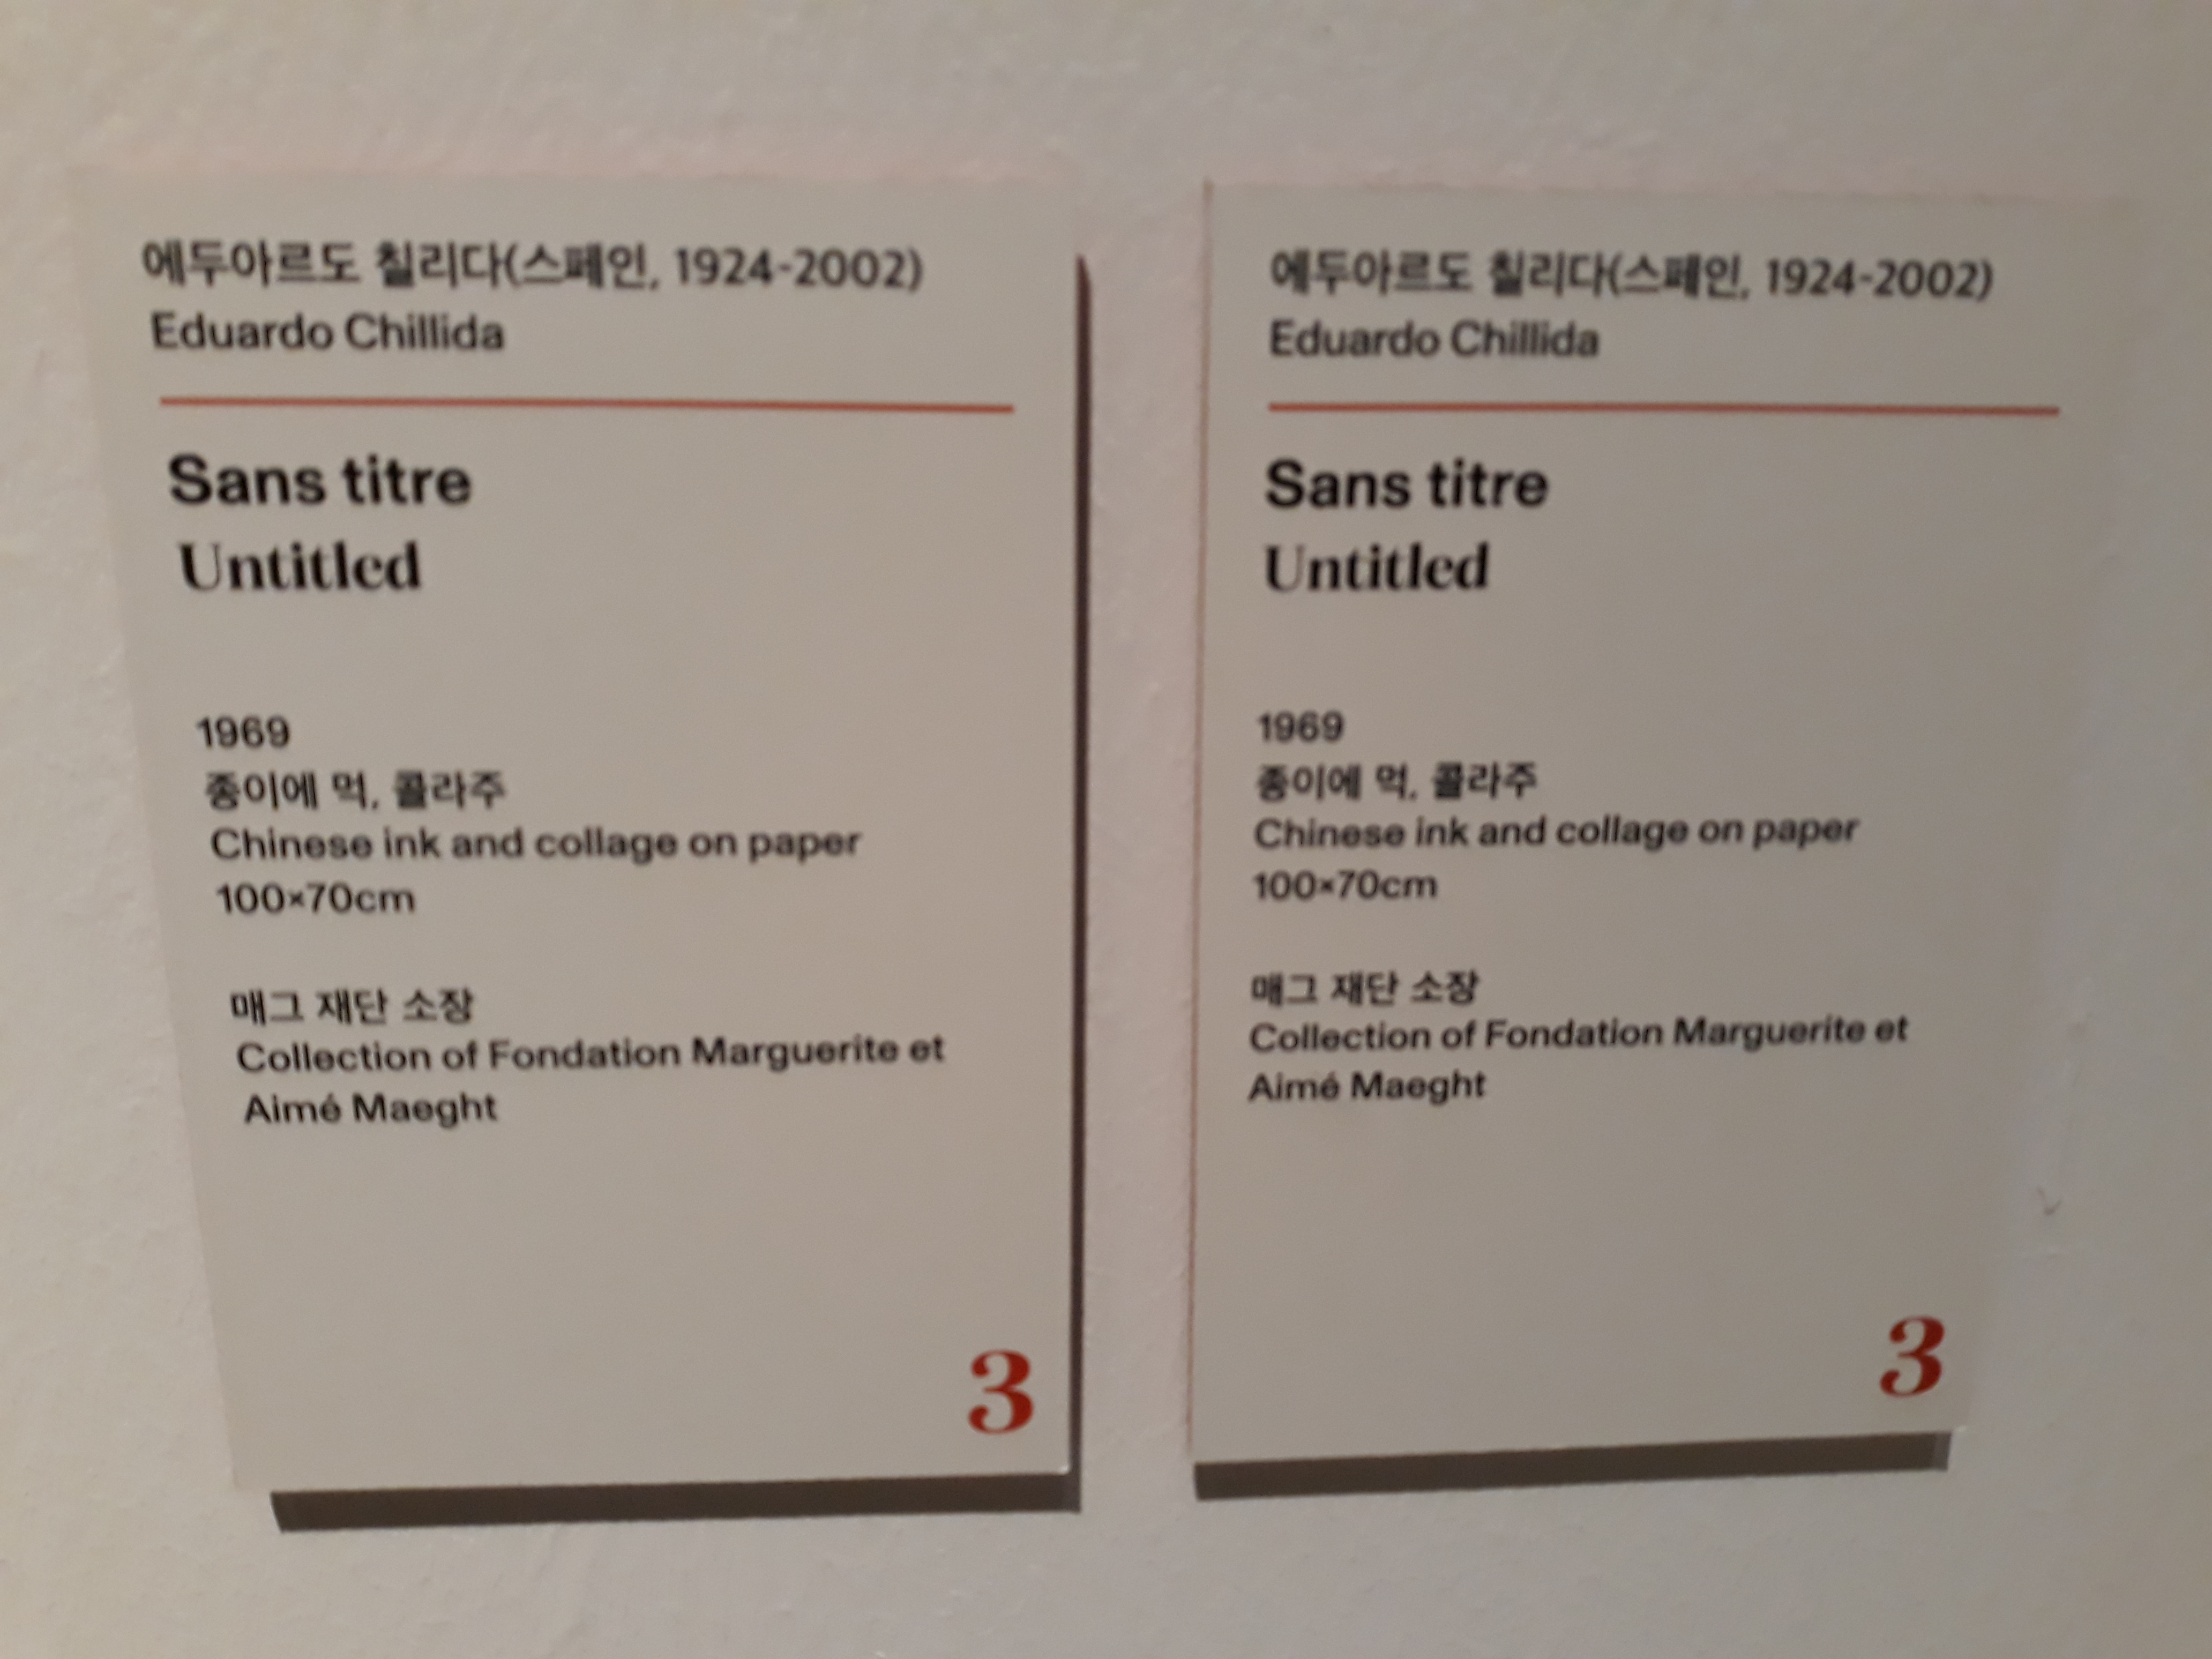 에두아르도 칠리다(스페인, 1924-2002)
Eduardo Chillida
Sans titre
Untitled
1969
종이에 먹, 콜라주
Chinese ink and collage on paper
100×70cm
매그 재단 소장
Collection of Fondation Marguerite et
Aimé Maeght
3
에두아르도 칠리다(스페인, 1924-2002)
Eduardo Chillida
Sans titre
Untitled
1969
종이에 먹, 콜라주
Chinese ink and collage on paper
100×70cm
매그 재단 소장
Collection of Fondation Marguerite et
Aimé Maeght
3